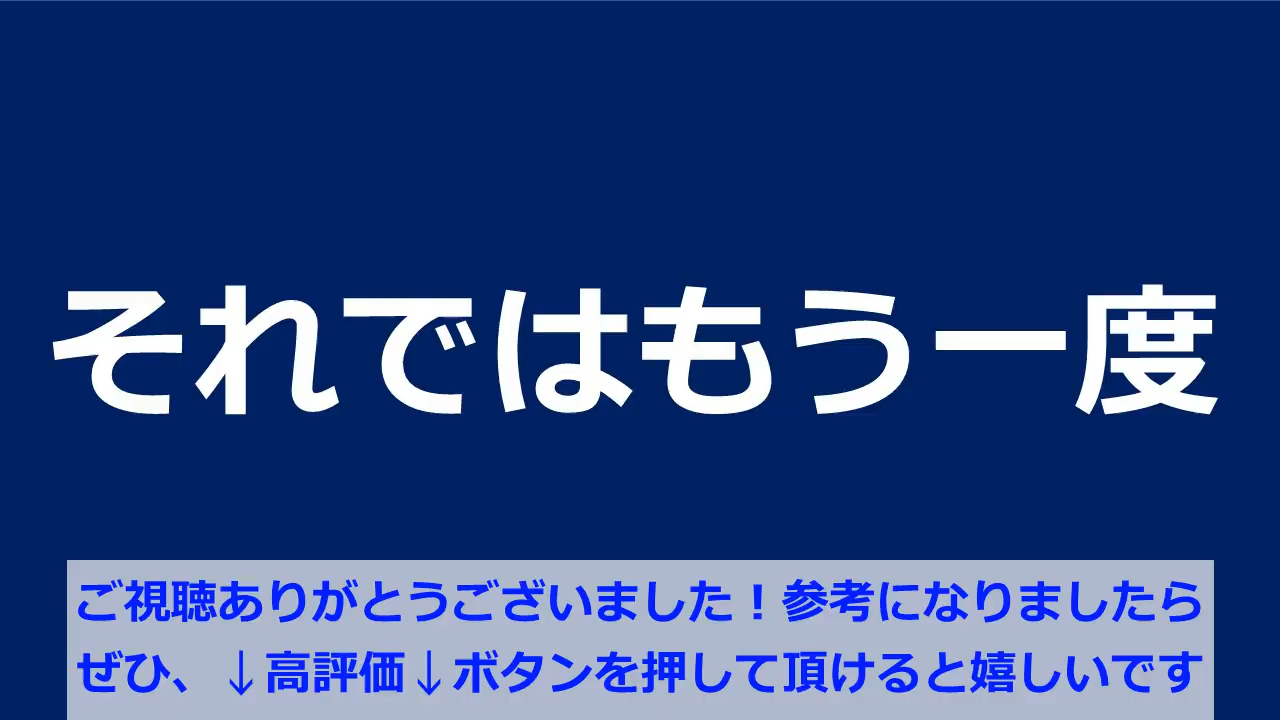 それではもう一度
ご視聴ありがとうございました！参考になりましたら
ぜひ、↓高評価↓ボタンを押して頂けると嬉しいです